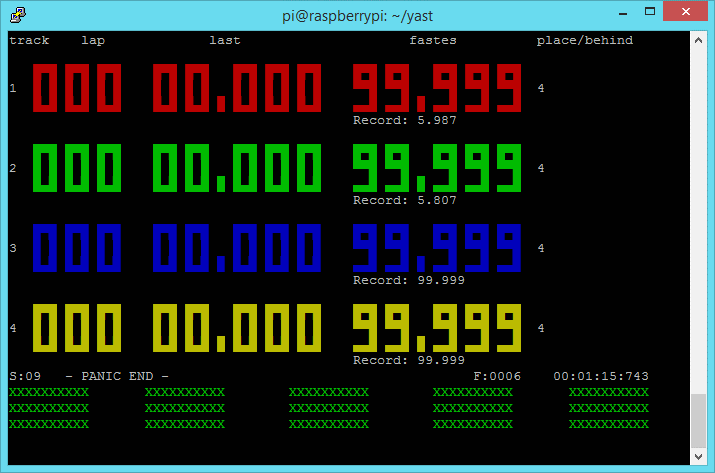 pi@raspberrypi: ~/yast
track lap last fastes place/behind
1 000 00.000 99.999 4
Record: 5.987
2 000 00.000 99.999 4
Record: 5.807
3 000 00.000 99.999 4
Record: 99.999
4 000 00.000 99.999 4
Record: 99.999
S:09 - PANIC END - F:0006 00:01:15:743
XXXXXXXXXX XXXXXXXXXX XXXXXXXXXX XXXXXXXXXX XXXXXXXXXX
XXXXXXXXXX XXXXXXXXXX XXXXXXXXXX XXXXXXXXXX XXXXXXXXXX
XXXXXXXXXX XXXXXXXXXX XXXXXXXXXX XXXXXXXXXX XXXXXXXXXX